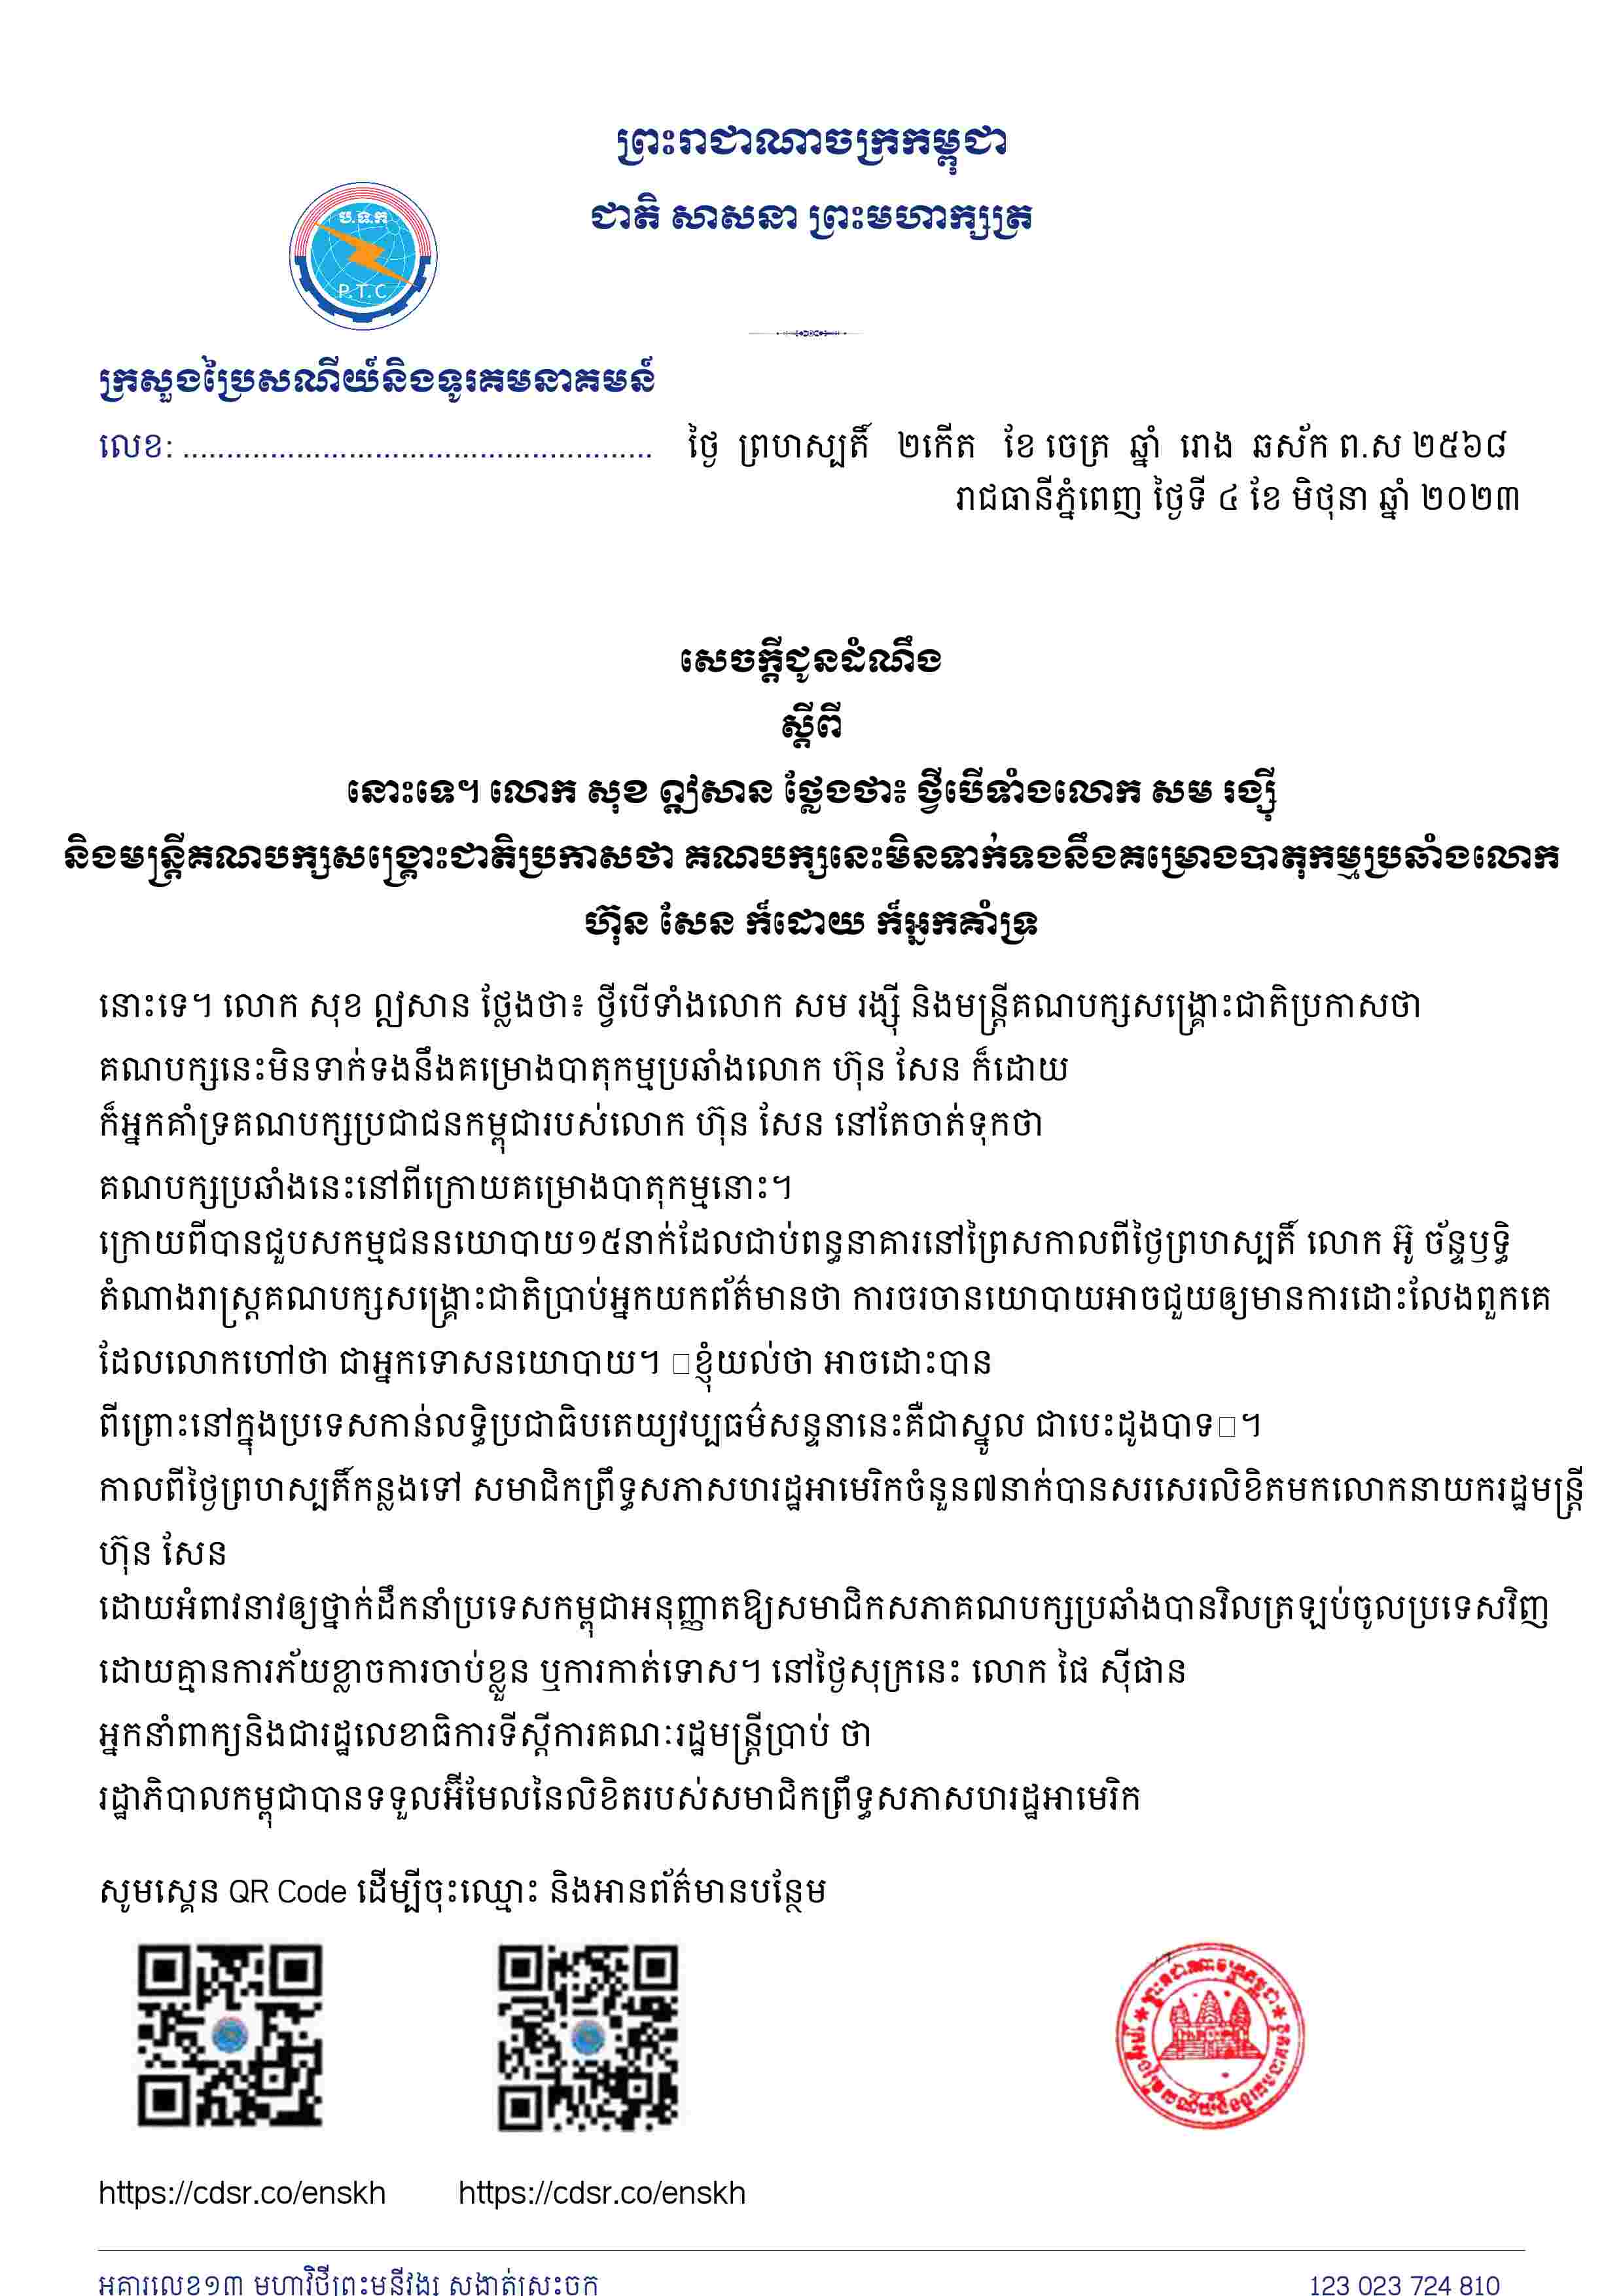 ព្រះរាជាណាចក្រកម្ពុជា
ជាតិ សាសនា ព្រះមហាក្សត្រ
ប.ទ.ក
P.T.C
ក្រសួងប្រៃសណីយ៍និងទូរគមនាគមន៍
លេខ: ......................................................
ថ្ងៃ ព្រហស្បតិ៍ ២កើត ខែ ចេត្រ ឆ្នាំ រោង ឆស័ក ព.ស ២៥៦៨
រាជធានីភ្នំពេញ ថ្ងៃទី ៤ ខែ មិថុនា ឆ្នាំ ២០២៣
សេចក្តីជូនដំណឹង
ស្តីពី
នោះទេ។ លោក សុខ ឦសាន ថ្លែងថា៖ ថ្វីបើទាំងលោក សម រង្ស៊ី
និងមន្ត្រីគណបក្សសង្គ្រោះជាតិប្រកាសថា គណបក្សនេះមិនទាក់ទងនឹងគម្រោងបាតុកម្មប្រឆាំងលោក
ហ៊ុន សែន ក៏ដោយ ក៏អ្នកគាំទ្រ
នោះទេ។ លោក សុខ ឦសាន ថ្លែងថា៖ ថ្វីបើទាំងលោក សម រង្ស៊ី និងមន្ត្រីគណបក្សសង្គ្រោះជាតិប្រកាសថា
គណបក្សនេះមិនទាក់ទងនឹងគម្រោងបាតុកម្មប្រឆាំងលោក ហ៊ុន សែន ក៏ដោយ
ក៏អ្នកគាំទ្រគណបក្សប្រជាជនកម្ពុជារបស់លោក ហ៊ុន សែន នៅតែចាត់ទុកថា
គណបក្សប្រឆាំងនេះនៅពីក្រោយគម្រោងបាតុកម្មនោះ។
ក្រោយពីបានជួបសកម្មជននយោបាយ១៥នាក់ដែលជាប់ពន្ធនាគារនៅព្រៃសកាលពីថ្ងៃព្រហស្បតិ៍ លោក អ៊ូ ច័ន្ទឫទ្ធិ
តំណាងរាស្ត្រគណបក្សសង្គ្រោះជាតិប្រាប់អ្នកយកព័ត៌មានថា ការចរចានយោបាយអាចជួយឲ្យមានការដោះលែងពួកគេ
ដែលលោកហៅថា ជាអ្នកទោសនយោបាយ។ ខ្ញុំយល់ថា អាចដោះបាន
ពីព្រោះនៅក្នុងប្រទេសកាន់លទ្ធិប្រជាធិបតេយ្យវប្បធម៌សន្ទនានេះគឺជាស្នូល ជាបេះដូងបាទ។
កាលពីថ្ងៃព្រហស្បតិ៍កន្លងទៅ សមាជិកព្រឹទ្ធសភាសហរដ្ឋអាមេរិកចំនួន៧នាក់បានសរសេរលិខិតមកលោកនាយករដ្ឋមន្ត្រី
ហ៊ុន សែន
ដោយអំពាវនាវឲ្យថ្នាក់ដឹកនាំប្រទេសកម្ពុជាអនុញ្ញាតឱ្យសមាជិកសភាគណបក្សប្រឆាំងបានវិលត្រឡប់ចូលប្រទេសវិញ
ដោយគ្មានការភ័យខ្លាចការចាប់ខ្លួន ឬការកាត់ទោស។ នៅថ្ងៃសុក្រនេះ លោក ផៃ ស៊ីផាន
អ្នកនាំពាក្យនិងជារដ្ឋលេខាធិការទីស្តីការគណៈរដ្ឋមន្ត្រីប្រាប់ ថា
រដ្ឋាភិបាលកម្ពុជាបានទទួលអ៊ីមែលនៃលិខិតរបស់សមាជិកព្រឹទ្ធសភាសហរដ្ឋអាមេរិក
សូមស្គេន QR Code ដើម្បីចុះឈ្មោះ និងអានព័ត៌មានបន្ថែម
https://cdsr.co/enskh https://cdsr.co/enskh
អគារលេខ១៣ មហាវិថីព្រះមុនីវង្ស សង្កាត់ស្រះចក 123 023 724 810